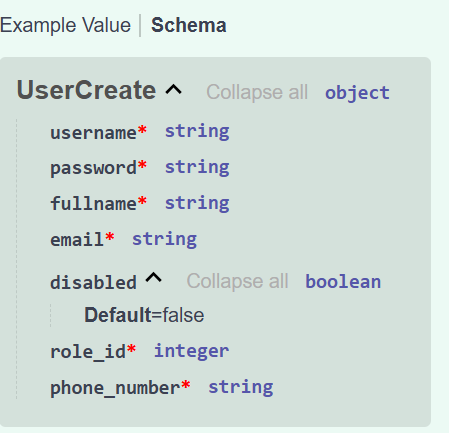 Example Value | Schema
UserCreate Collapse all object
username* string
password* string
fullname* string
email* string
disabled Collapse all boolean
Default=false
role_id* integer
phone_number* string